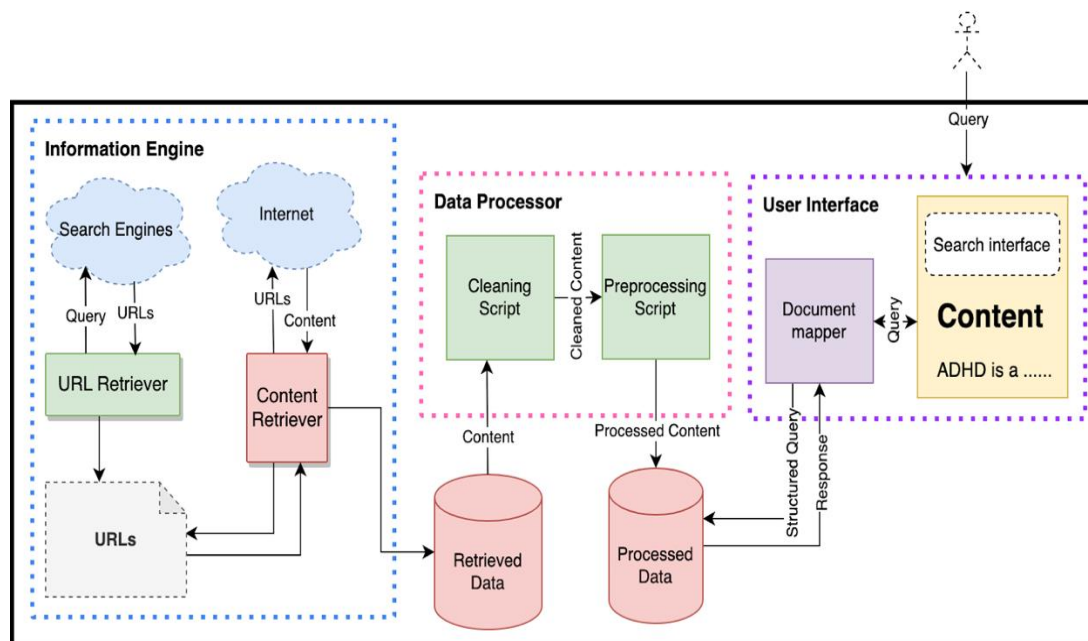 Query
Information Engine
Search Engines
Internet
Query
URLs
URLs
Content
URL Retriever
Content
Retriever
URLs
Data Processor
Cleaning
Script
Cleaned Content
Preprocessing
Script
Content
Processed Content
Retrieved
Data
Processed
Data
User Interface
Search interface
Document
mapper
Query
Content
ADHD is a ......
Structured Query
Response